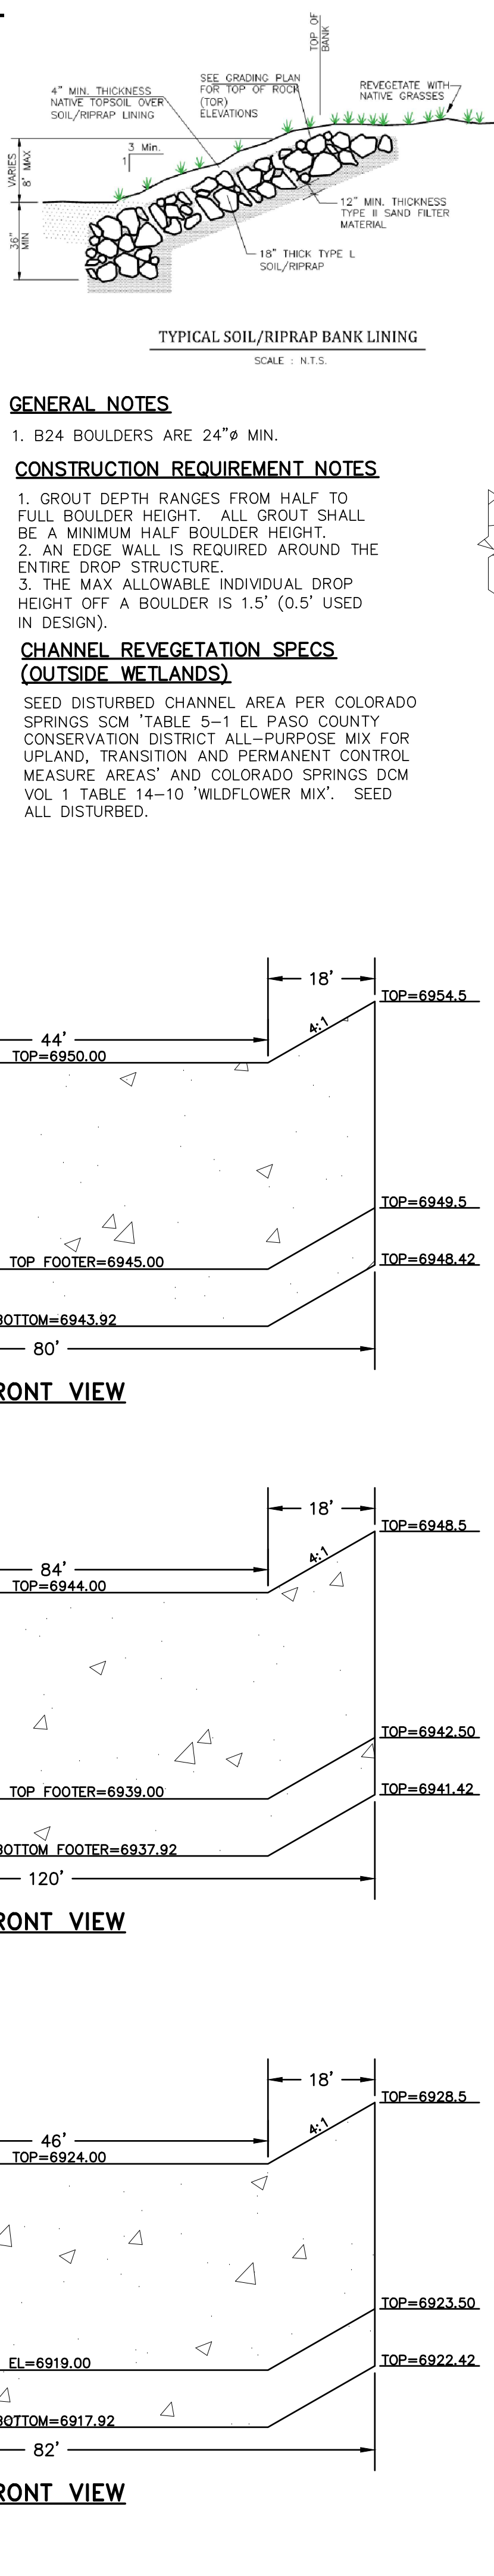 TOP OF
BANK
4" MIN. THICKNESS
NATIVE TOPSOIL OVER
SOIL/RIPRAP LINING
SEE GRADING PLAN
FOR TOP OF ROCK
(TOR)
ELEVATIONS
REVEGETATE WITH
NATIVE GRASSES
3 Min.
1
VARIES
8' MAX
36"
MIN
12" MIN. THICKNESS
TYPE II SAND FILTER
MATERIAL
18" THICK TYPE L
SOIL/RIPRAP
TYPICAL SOIL/RIPRAP BANK LINING
SCALE : N.T.S.
GENERAL NOTES
1. B24 BOULDERS ARE 24"ø MIN.
CONSTRUCTION REQUIREMENT NOTES
1. GROUT DEPTH RANGES FROM HALF TO
FULL BOULDER HEIGHT. ALL GROUT SHALL
BE A MINIMUM HALF BOULDER HEIGHT.
2. AN EDGE WALL IS REQUIRED AROUND THE
ENTIRE DROP STRUCTURE.
3. THE MAX ALLOWABLE INDIVIDUAL DROP
HEIGHT OFF A BOULDER IS 1.5' (0.5' USED
IN DESIGN).
CHANNEL REVEGETATION SPECS
(OUTSIDE WETLANDS)
SEED DISTURBED CHANNEL AREA PER COLORADO
SPRINGS SCM 'TABLE 5-1 EL PASO COUNTY
CONSERVATION DISTRICT ALL-PURPOSE MIX FOR
UPLAND, TRANSITION AND PERMANENT CONTROL
MEASURE AREAS' AND COLORADO SPRINGS DCM
VOL 1 TABLE 14-10 'WILDFLOWER MIX'. SEED
ALL DISTURBED.
18'
TOP=6954.5
4:1
44'
TOP=6950.00
TOP=6949.5
TOP FOOTER=6945.00
TOP=6948.42
BOTTOM=6943.92
80'
RONT VIEW
18'
TOP=6948.5
4:1
84'
TOP=6944.00
TOP=6942.50
TOP FOOTER=6939.00
TOP=6941.42
BOTTOM FOOTER=6937.92
120'
RONT VIEW
18'
TOP=6928.5
4:1
46'
TOP=6924.00
TOP=6923.50
EL=6919.00
TOP=6922.42
BOTTOM=6917.92
82'
RONT VIEW